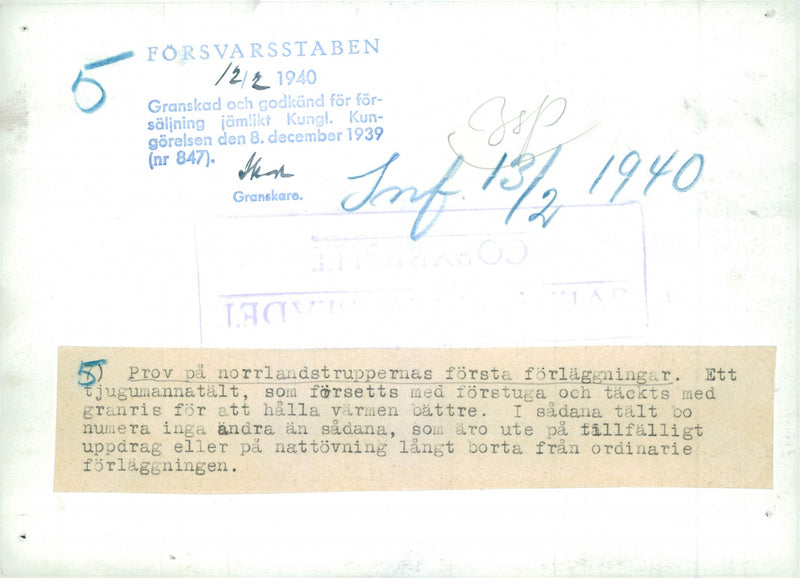 5
FÖRSVARSSTABEN
12/2 1940
Granskad och godkänd för för-
säljning jämlikt Kungl. Kun-
görelsen den 8. december 1939
(nr 847).
Granskare.
Inf. 13/2 1940
COPYRIGHT
5) Prov på norrlandstruppernas första förläggningar. Ett
tjugumannatält, som försetts med förstuga och täckts med
granris för att hålla värmen bättre. I sådana tält bo
numera inga andra än sådana, som äro ute på tillfälligt
uppdrag eller på nattövning långt borta från ordinarie
förläggningen.